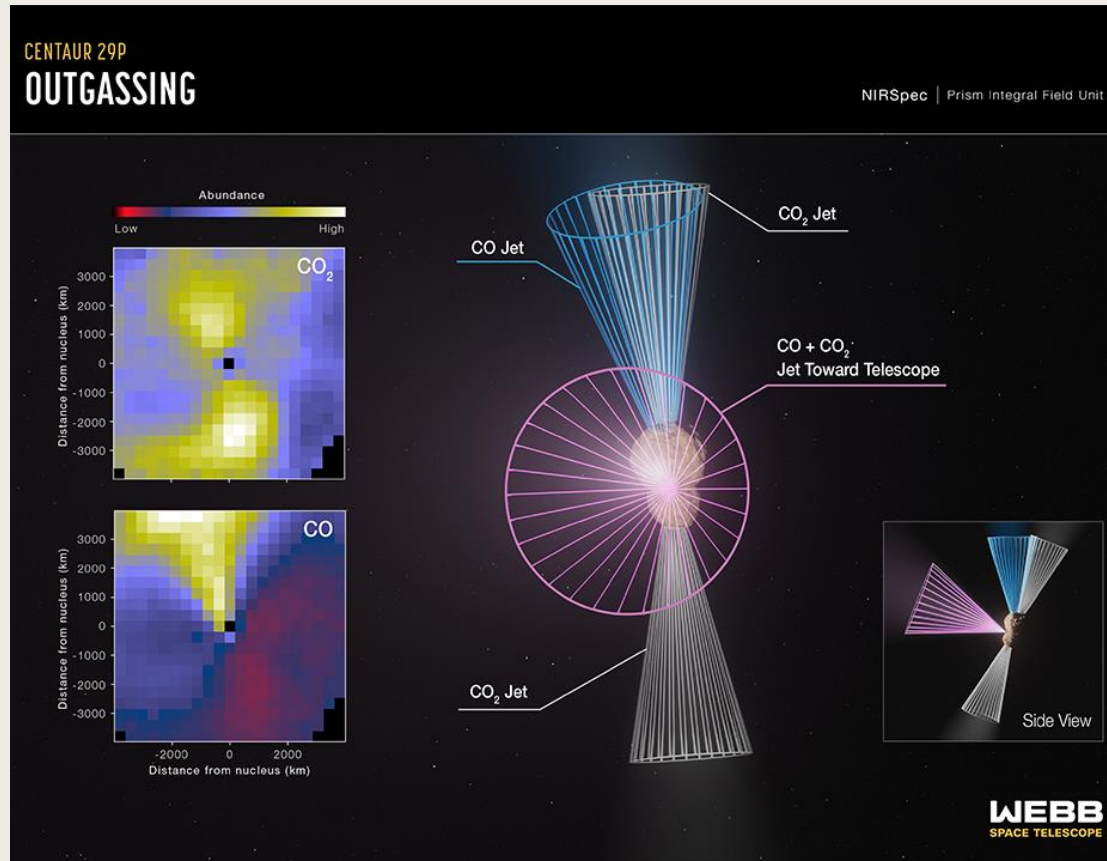 CENTAUR 29P
OUTGASSING
NIRSpec | Prism Integral Field Unit
Abundance
Low High
CO₂
Distance from nucleus (km)
3000
2000
1000
0
-1000
-2000
-3000
CO
Distance from nucleus (km)
3000
2000
1000
0
-1000
-2000
-3000
-2000 0 2000
Distance from nucleus (km)
CO Jet
CO₂ Jet
CO + CO₂
Jet Toward Telescope
CO₂ Jet
Side View
WEBB
SPACE TELESCOPE